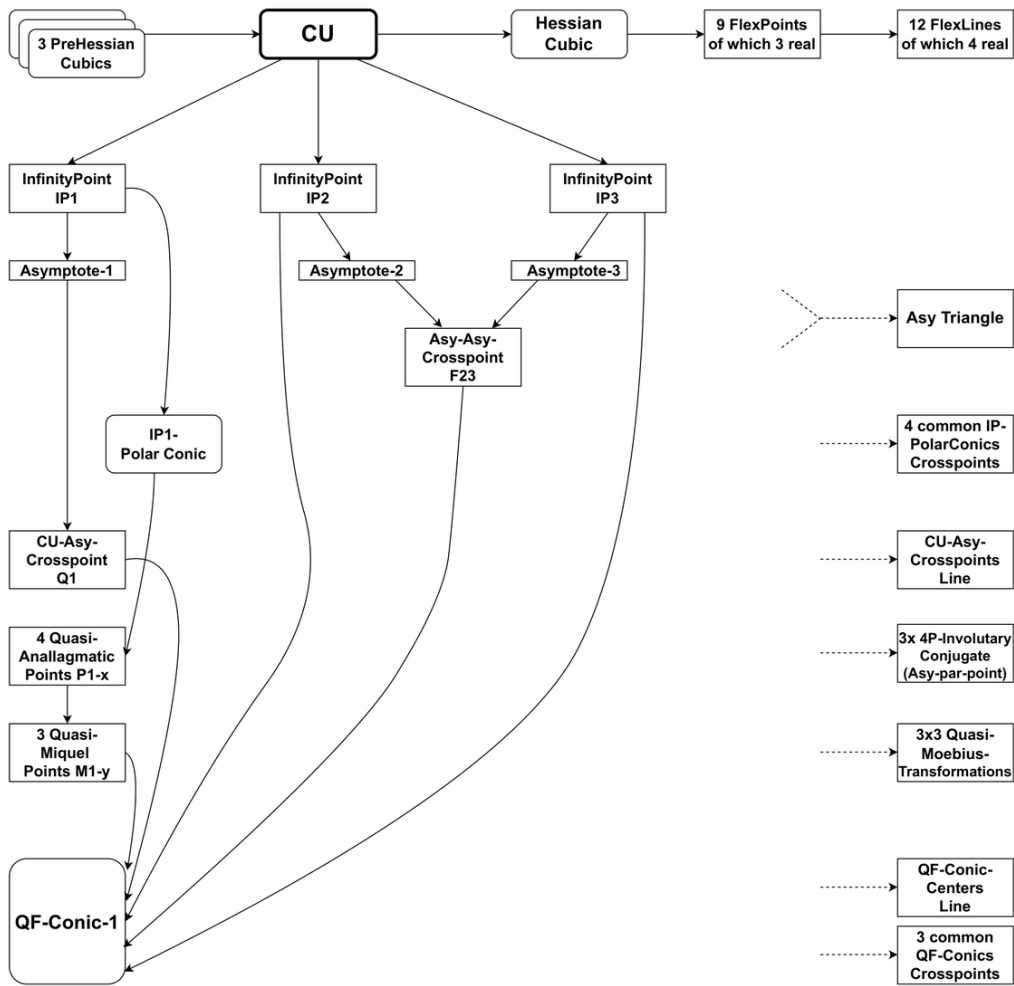 3 PreHessian
Cubics
CU
Hessian
Cubic
9 FlexPoints
of which 3 real
12 FlexLines
of which 4 real
InfinityPoint
IP1
InfinityPoint
IP2
InfinityPoint
IP3
Asymptote-1
Asymptote-2
Asymptote-3
Asy-Asy-
Crosspoint
F23
Asy Triangle
IP1-
Polar Conic
4 common IP-
PolarConics
Crosspoints
CU-Asy-
Crosspoint
Q1
CU-Asy-
Crosspoints
Line
4 Quasi-
Anallagmatic
Points P1-x
3x 4P-Involutary
Conjugate
(Asy-par-point)
3 Quasi-
Miquel
Points M1-y
3x3 Quasi-
Moebius-
Transformations
QF-Conic-1
QF-Conic-
Centers
Line
3 common
QF-Conics
Crosspoints